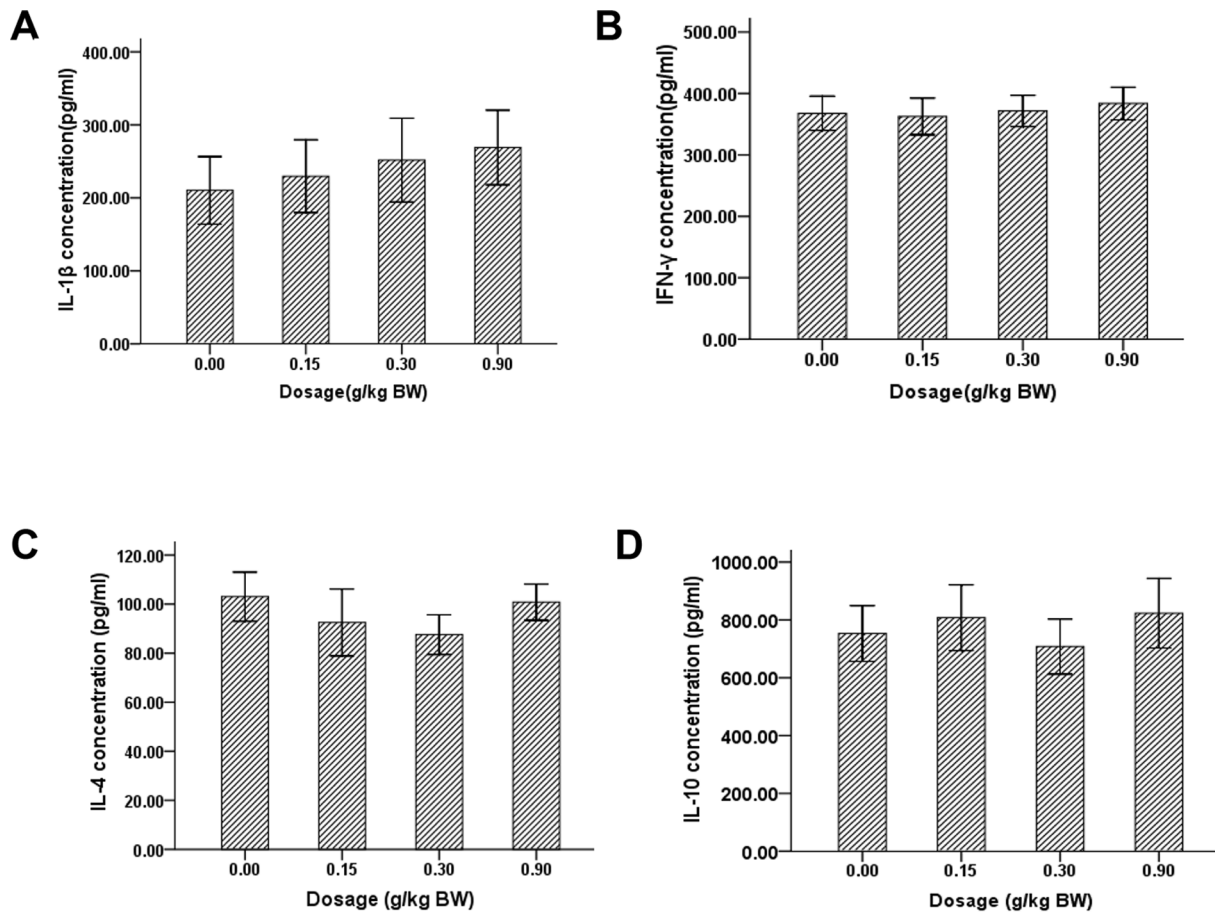 A
IL-1β concentration(pg/ml)
400.00
300.00
200.00
100.00
0.00
0.00 0.15 0.30 0.90
Dosage(g/kg BW)
B
IFN-γ concentration(pg/ml)
500.00
400.00
300.00
200.00
100.00
0.00
0.00 0.15 0.30 0.90
Dosage(g/kg BW)
C
IL-4 concentration (pg/ml)
120.00
100.00
80.00
60.00
40.00
20.00
0.00
0.00 0.15 0.30 0.90
Dosage (g/kg BW)
D
IL-10 concentration (pg/ml)
1000.00
800.00
600.00
400.00
200.00
0.00
0.00 0.15 0.30 0.90
Dosage (g/kg BW)